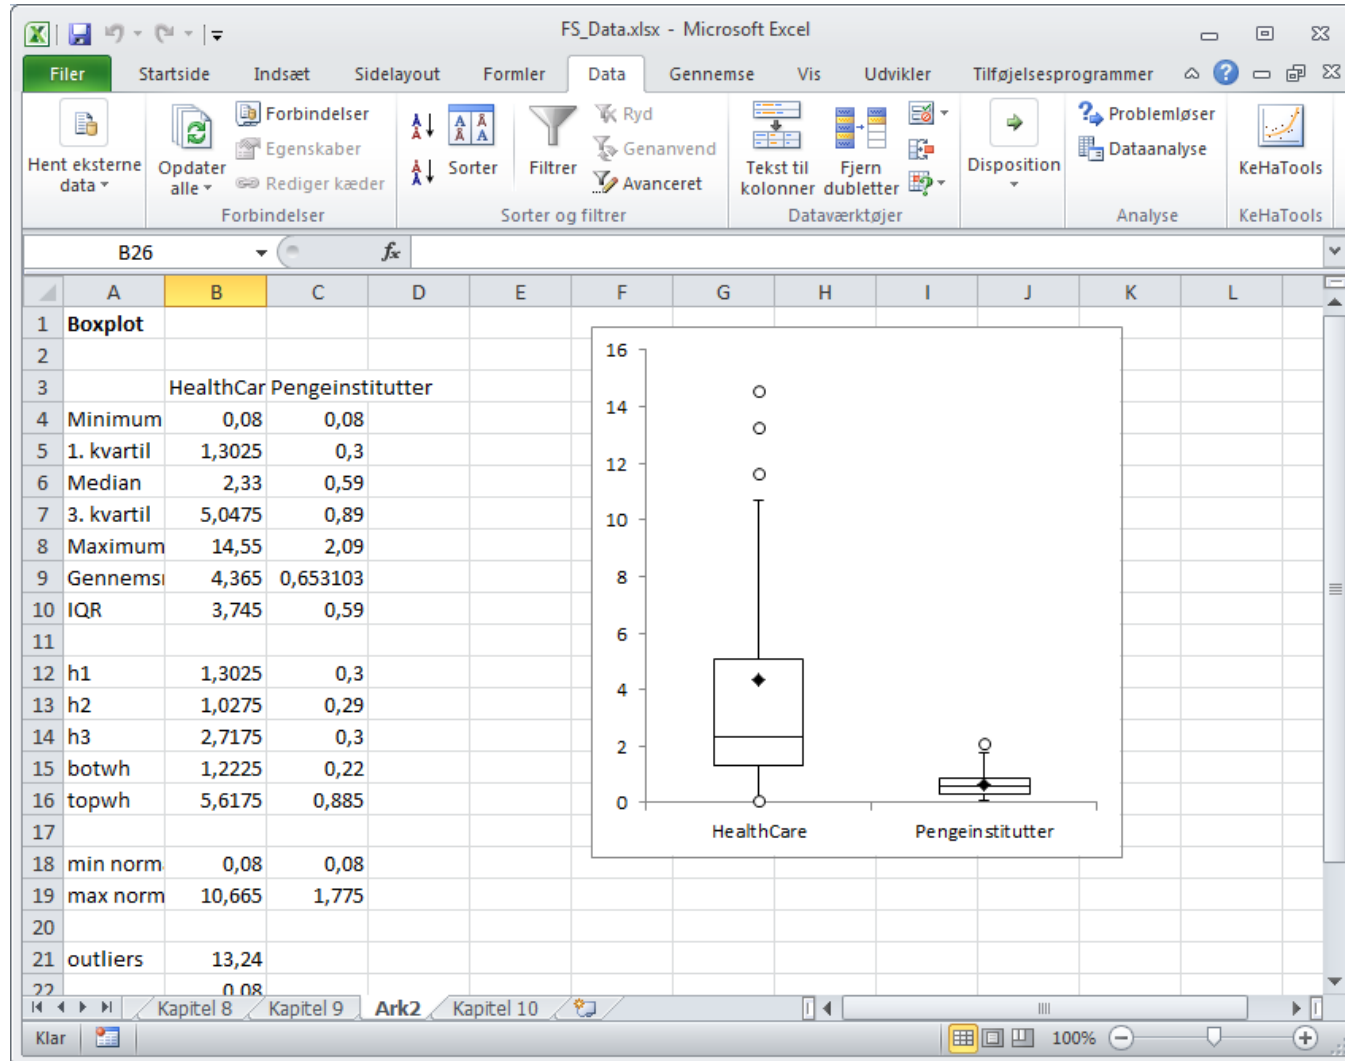 FS_Data.xlsx - Microsoft Excel
Filer Startside Indsæt Sidelayout Formler Data Gennemse Vis Udvikler Tilføjelsesprogrammer
Hent eksterne data
Opdater alle
Forbindelser
Egenskaber
Rediger kæder
Forbindelser
Sorter
Filtrer
Ryd
Genanvend
Avanceret
Sorter og filtrer
Tekst til kolonner
Fjern dubletter
Dataværktøjer
Disposition
Problemløser
Dataanalyse
Analyse
KeHaTools
KeHaTools
B26 fx
A B C D E F G H I J K L
1 Boxplot
2
3 HealthCar Pengeinstitutter
4 Minimum 0,08 0,08
5 1. kvartil 1,3025 0,3
6 Median 2,33 0,59
7 3. kvartil 5,0475 0,89
8 Maximum 14,55 2,09
9 Gennems 4,365 0,653103
10 IQR 3,745 0,59
11
12 h1 1,3025 0,3
13 h2 1,0275 0,29
14 h3 2,7175 0,3
15 botwh 1,2225 0,22
16 topwh 5,6175 0,885
17
18 min norm 0,08 0,08
19 max norm 10,665 1,775
20
21 outliers 13,24
22 0,08
16
14
12
10
8
6
4
2
0
HealthCare Pengeinstitutter
Kapitel 8 Kapitel 9 Ark2 Kapitel 10
Klar 100%